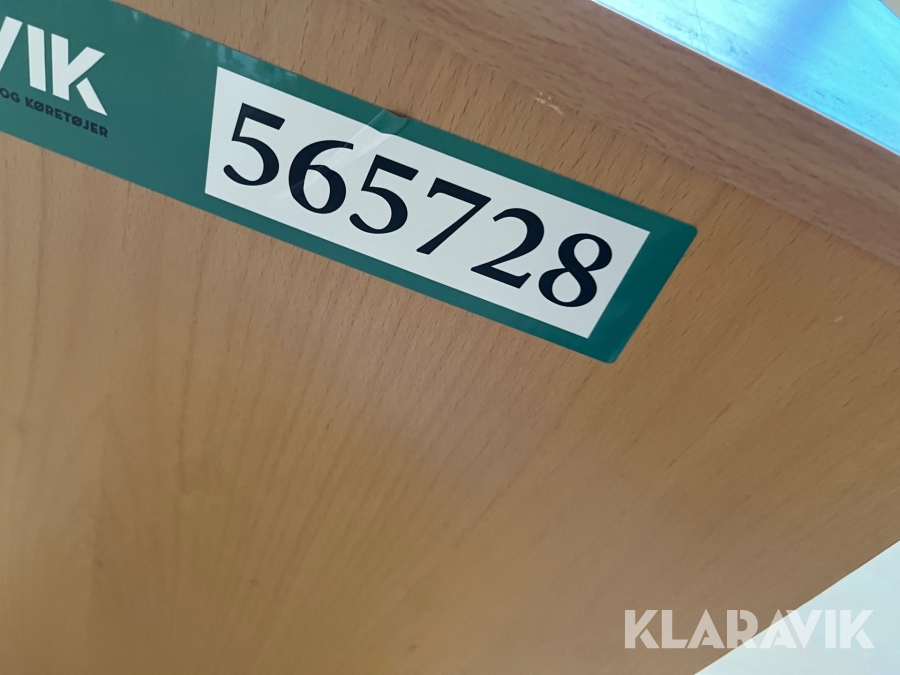 VIK
OG KØRETØJER
565728
KLARAVIK